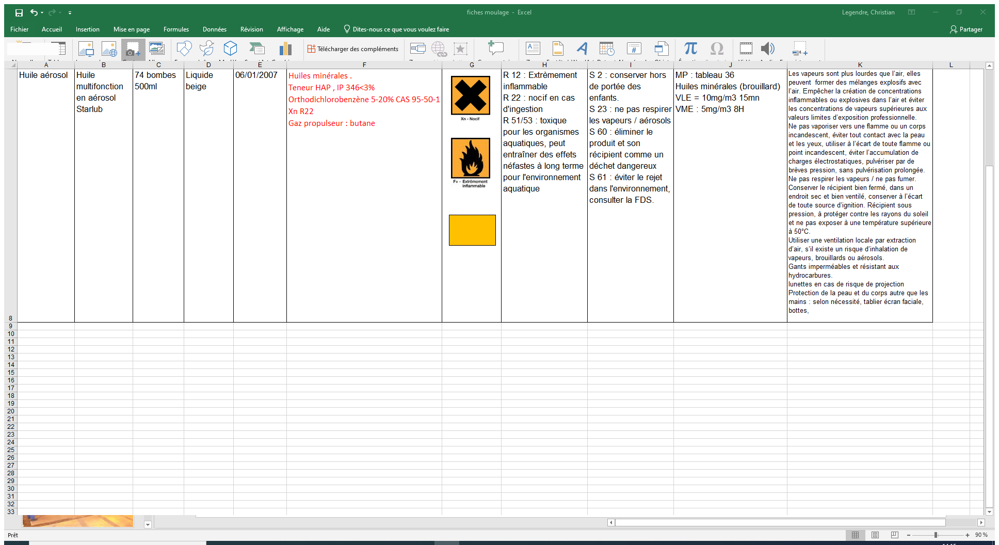 fiches moulage - Excel
Legendre, Christian
Fichier
Accueil
Insertion
Mise en page
Formules
Données
Révision
Affichage
Aide
Dites-nous ce que vous voulez faire
Partager
Télécharger des compléments
A
B
C
D
E
F
G
H
I
J
K
L
Huile aérosol
Huile
multifonction
en aérosol
Starlub
74 bombes
500ml
Liquide
beige
06/01/2007
Huiles minérales .
Teneur HAP , IP 346<3%
Orthodichlorobenzène 5-20% CAS 95-50-1
Xn R22
Gaz propulseur : butane
Xn - Nocif
F+ - Extrèmement
inflammable
R 12 : Extrèmement
inflammable
R 22 : nocif en cas
d'ingestion
R 51/53 : toxique
pour les organismes
aquatiques, peut
entraîner des effets
néfastes à long terme
pour l'environnement
aquatique
S 2 : conserver hors
de portée des
enfants.
S 23 : ne pas respirer
les vapeurs / aérosols
S 60 : éliminer le
produit et son
récipient comme un
déchet dangereux
S 61 : éviter le rejet
dans l'environnement,
consulter la FDS.
MP : tableau 36
Huiles minérales (brouillard)
VLE = 10mg/m3 15mn
VME : 5mg/m3 8H
Les vapeurs sont plus lourdes que l’air, elles
peuvent  former des mélanges explosifs avec
l’air. Empêcher la création de concentrations
inflammables ou explosives dans l’air et éviter
les concentrations de vapeurs supérieures aux
valeurs limites d’exposition professionnelle.
Ne pas vaporiser vers une flamme ou un corps
incandescent, éviter tout contact avec la peau
et les yeux, utiliser à l’écart de toute flamme ou
point incandescent, éviter l’accumulation de
charges électrostatiques, pulvériser par de
brèves pression, sans pulvérisation prolongée.
Ne pas respirer les vapeurs / ne pas fumer.
Conserver le récipient bien fermé, dans un
endroit sec et bien ventilé, conserver à l’écart
de toute source d’ignition. Récipient sous
pression, à protéger contre les rayons du soleil
et ne pas exposer à une température supérieure
à 50°C.
Utiliser une ventilation locale par extraction
d’air, s’il existe un risque d’inhalation de
vapeurs, brouillards ou aérosols.
Gants imperméables et résistant aux
hydrocarbures.
lunettes en cas de risque de projection
Protection de la peau et du corps autre que les
mains : selon nécessité, tablier écran faciale,
bottes,
8
9
10
11
12
13
14
15
16
17
18
19
20
21
22
23
24
25
26
27
28
29
30
31
32
33
Prêt
90 %